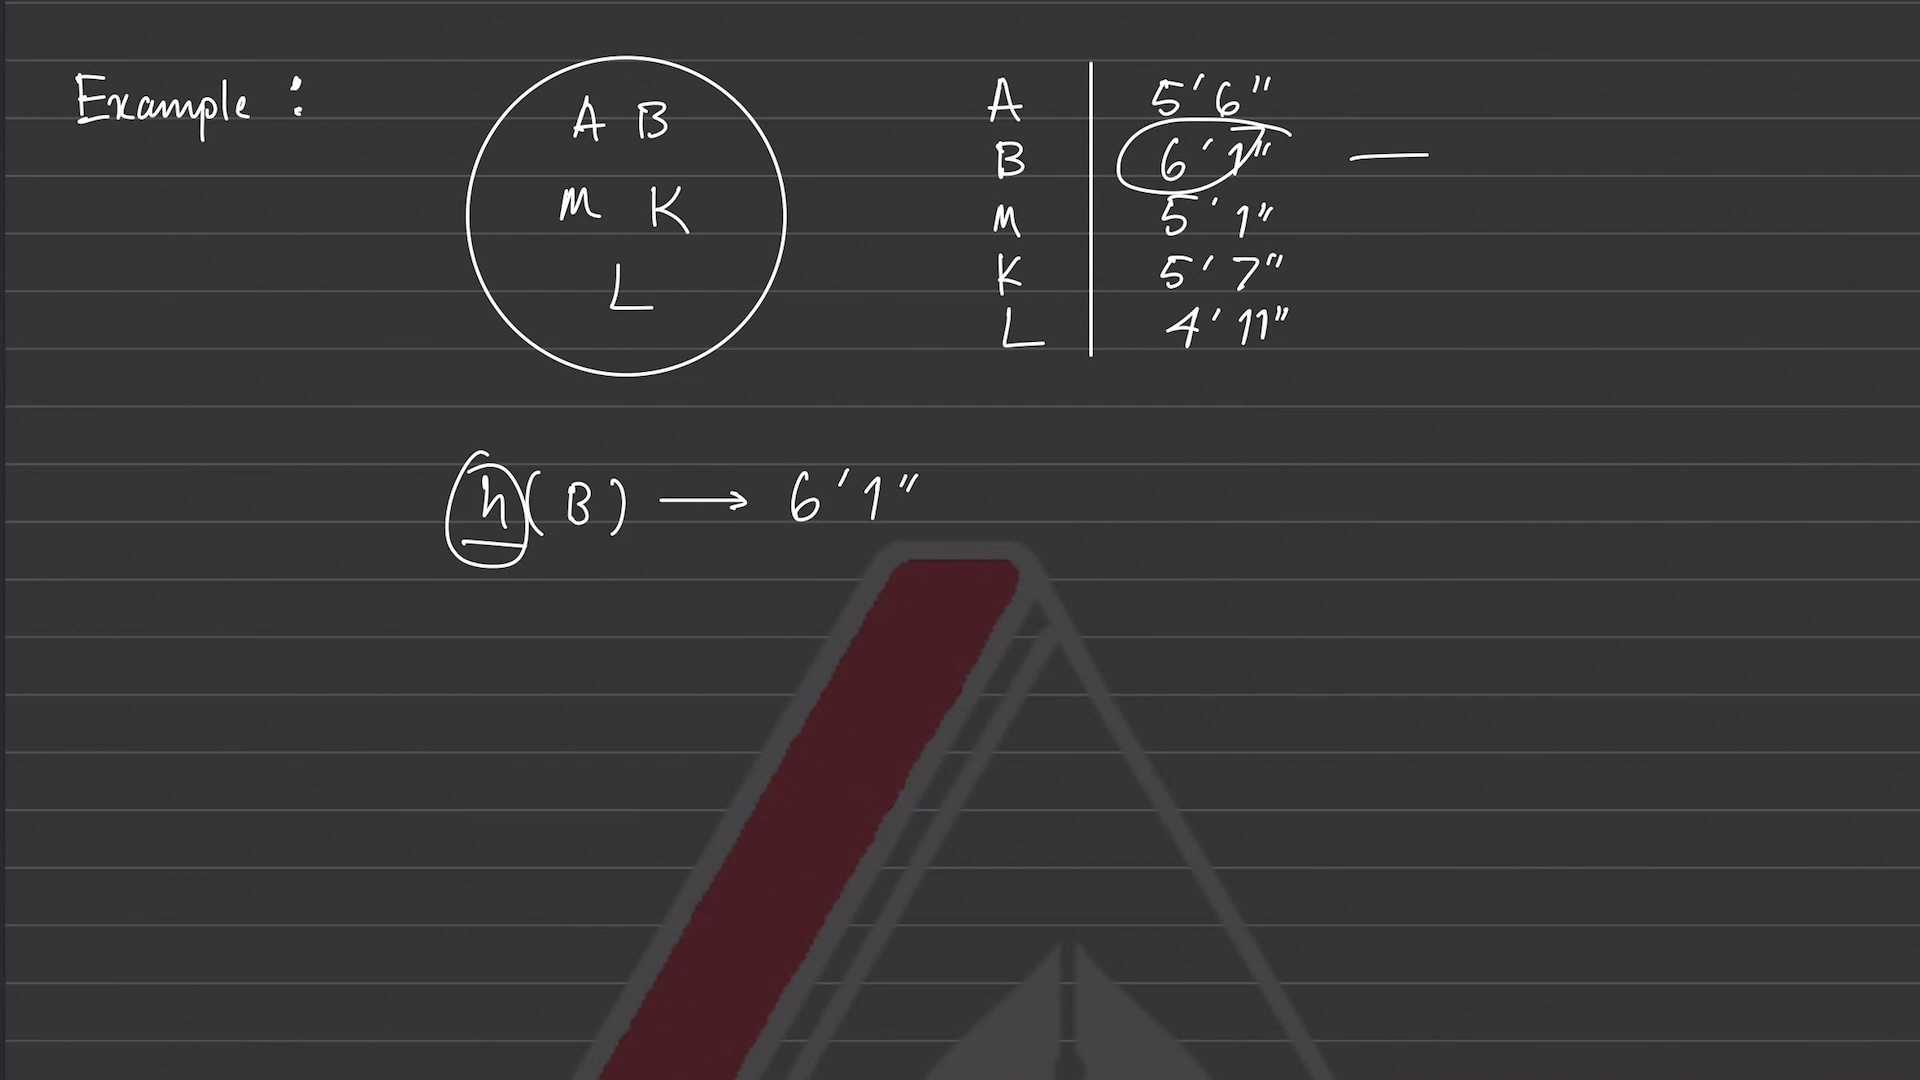 Example :
A B
M K
L
A 5'6"
B 6'1" —
M 5'1"
K 5'7"
L 4'11"
h(B) → 6'1"